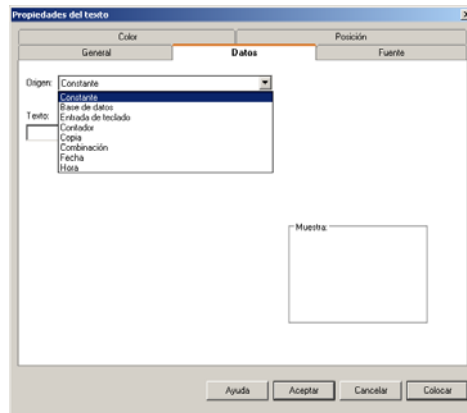 Propiedades del texto
Color
Posición
General
Datos
Fuente
Origen: Constante
Constante
Base de datos
Texto: Entrada de teclado
Contador
Copia
Combinación
Fecha
Hora
Muestra:
Ayuda
Aceptar
Cancelar
Colocar